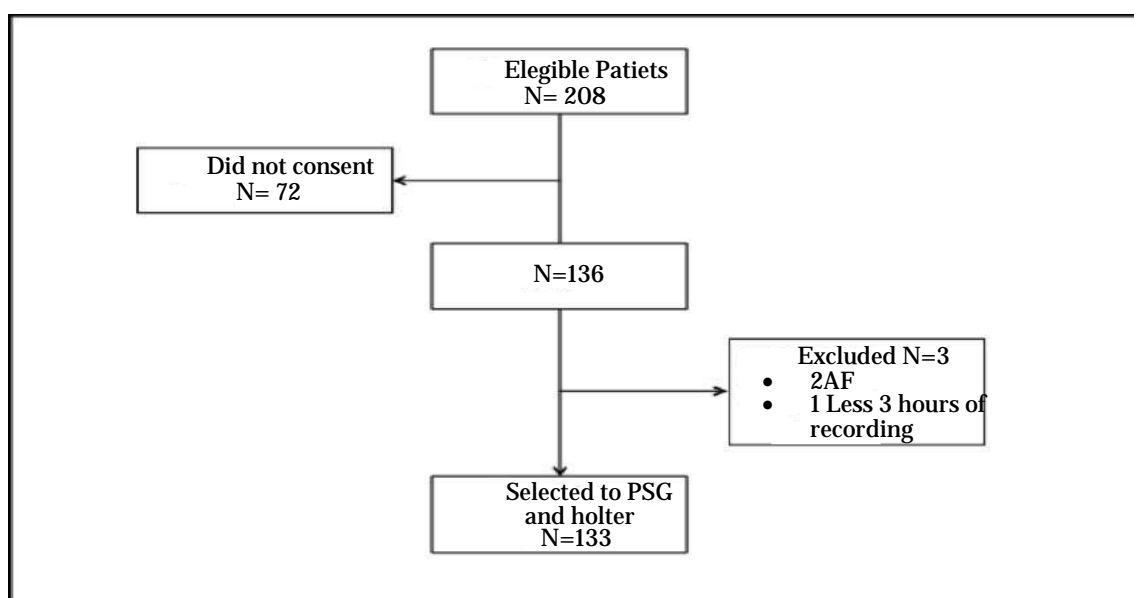 Elegible Patiets
N= 208
Did not consent
N= 72
N=136
Excluded N=3
• 2AF
• 1 Less 3 hours of
recording
Selected to PSG
and holter
N=133